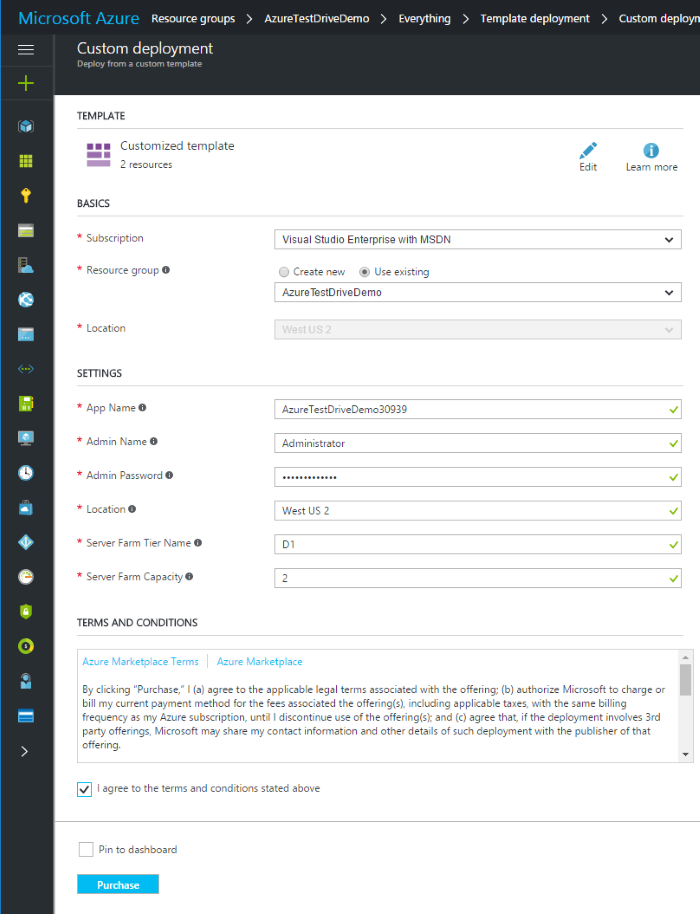 Microsoft Azure Resource groups > AzureTestDriveDemo > Everything > Template deployment > Custom deploym
Custom deployment
Deploy from a custom template
TEMPLATE
Customized template
2 resources
Edit
Learn more
BASICS
* Subscription
Visual Studio Enterprise with MSDN
* Resource group
Create new
Use existing
AzureTestDriveDemo
* Location
West US 2
SETTINGS
* App Name
AzureTestDriveDemo30939
* Admin Name
Administrator
* Admin Password
•••••••••••••
* Location
West US 2
* Server Farm Tier Name
D1
* Server Farm Capacity
2
TERMS AND CONDITIONS
Azure Marketplace Terms | Azure Marketplace
By clicking “Purchase,” I (a) agree to the applicable legal terms associated with the offering; (b) authorize Microsoft to charge or
bill my current payment method for the fees associated the offering(s), including applicable taxes, with the same billing
frequency as my Azure subscription, until I discontinue use of the offering(s); and (c) agree that, if the deployment involves 3rd
party offerings, Microsoft may share my contact information and other details of such deployment with the publisher of that
offering.
I agree to the terms and conditions stated above
Pin to dashboard
Purchase